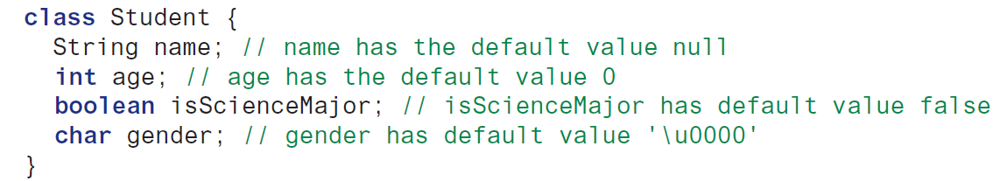 class Student {
  String name; // name has the default value null
  int age; // age has the default value 0
  boolean isScienceMajor; // isScienceMajor has default value false
  char gender; // gender has default value '\u0000'
}